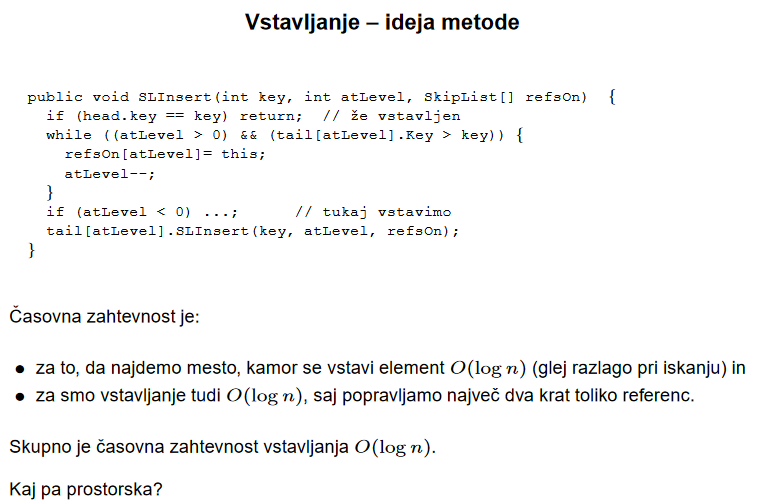 Vstavljanje – ideja metode
public void SLInsert(int key, int atLevel, SkipList[] refsOn) {
if (head.key == key) return; // že vstavljen
while ((atLevel > 0) && (tail[atLevel].Key > key)) {
refsOn[atLevel]= this;
atLevel--;
}
if (atLevel < 0) ...; // tukaj vstavimo
tail[atLevel].SLInsert(key, atLevel, refsOn);
}
Časovna zahtevnost je:
• za to, da najdemo mesto, kamor se vstavi element O(log n) (glej razlago pri iskanju) in
• za smo vstavljanje tudi O(log n), saj popravljamo največ dva krat toliko referenc.
Skupno je časovna zahtevnost vstavljanja O(log n).
Kaj pa prostorska?